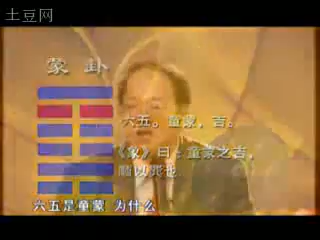 土豆网
蒙卦
六五。童蒙，吉。
《象》曰：童蒙之吉，
顺以巽也
六五是童蒙 为什么